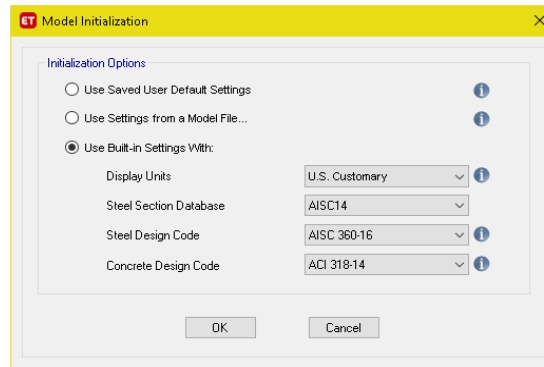 ET Model Initialization
Initialization Options
Use Saved User Default Settings
Use Settings from a Model File...
Use Built-in Settings With:
Display Units U.S. Customary
Steel Section Database AISC14
Steel Design Code AISC 360-16
Concrete Design Code ACI 318-14
OK Cancel